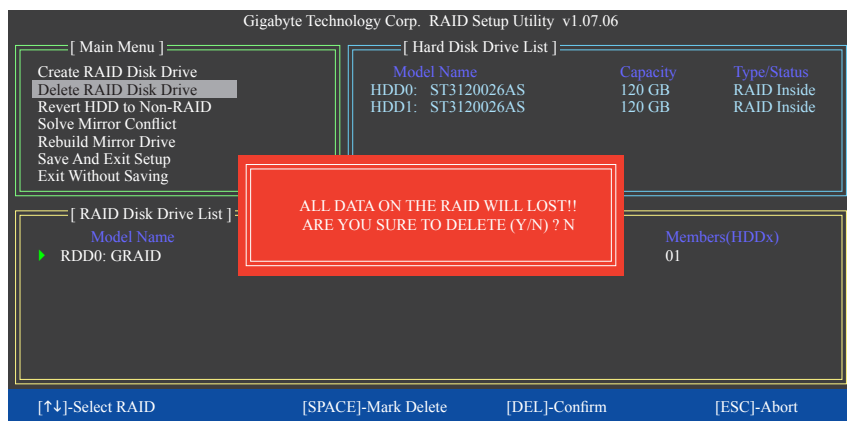 Gigabyte Technology Corp. RAID Setup Utility v1.07.06
[ Main Menu ]
Create RAID Disk Drive
Delete RAID Disk Drive
Revert HDD to Non-RAID
Solve Mirror Conflict
Rebuild Mirror Drive
Save And Exit Setup
Exit Without Saving
[ Hard Disk Drive List ]
Model Name Capacity Type/Status
HDD0: ST3120026AS 120 GB RAID Inside
HDD1: ST3120026AS 120 GB RAID Inside
ALL DATA ON THE RAID WILL LOST!!
ARE YOU SURE TO DELETE (Y/N) ? N
[ RAID Disk Drive List ]
Model Name Members(HDDx)
RDD0: GRAID 01
[↑↓]-Select RAID [SPACE]-Mark Delete [DEL]-Confirm [ESC]-Abort